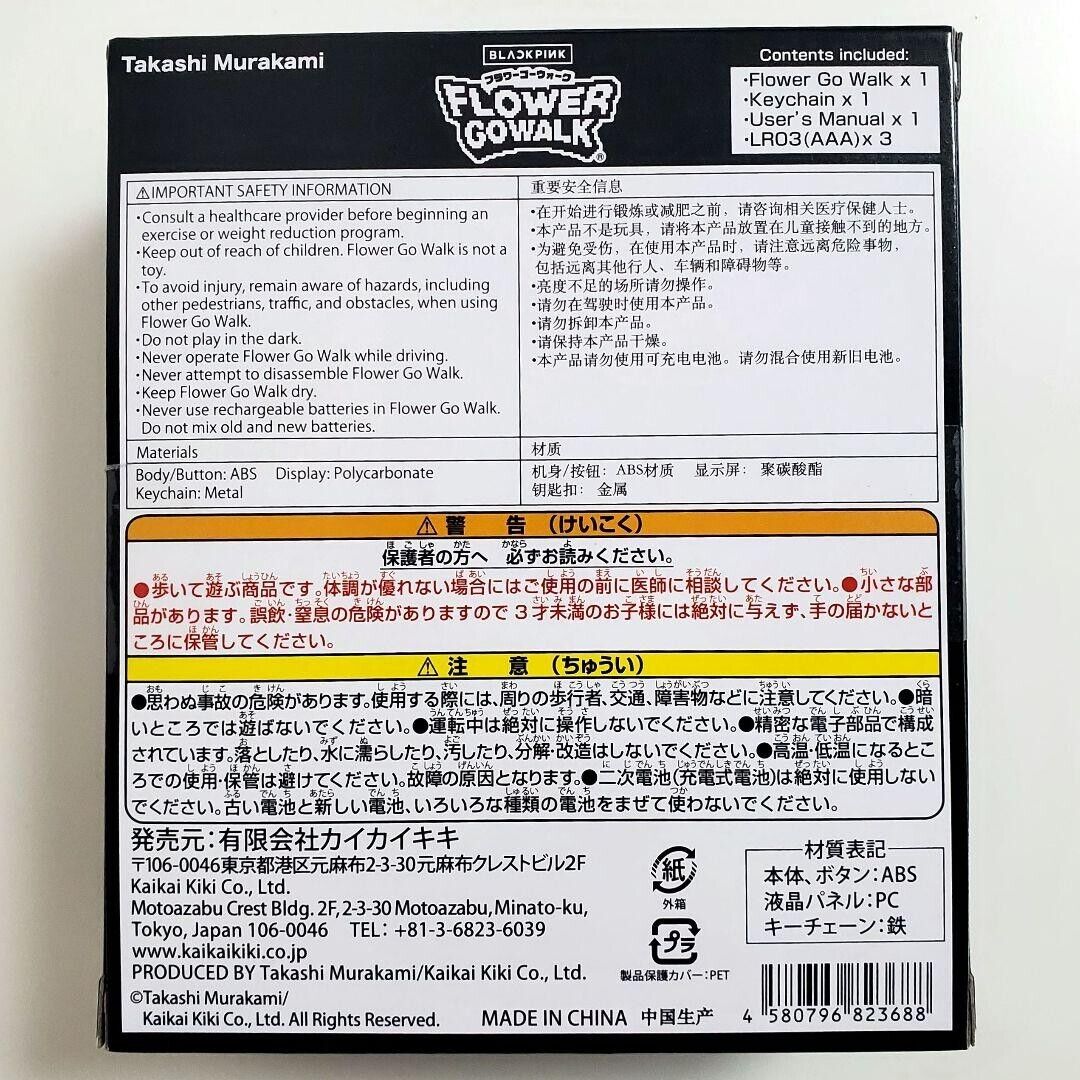 Takashi Murakami
BLACKPINK
フラワーゴーウォーク
FLOWER
GO WALK
®
Contents included:
・Flower Go Walk x 1
・Keychain x 1
・User's Manual x 1
・LR03(AAA)x 3
⚠IMPORTANT SAFETY INFORMATION
・Consult a healthcare provider before beginning an
exercise or weight reduction program.
・Keep out of reach of children. Flower Go Walk is not a
toy.
・To avoid injury, remain aware of hazards, including
other pedestrians, traffic, and obstacles, when using
Flower Go Walk.
・Do not play in the dark.
・Never operate Flower Go Walk while driving.
・Never attempt to disassemble Flower Go Walk.
・Keep Flower Go Walk dry.
・Never use rechargeable batteries in Flower Go Walk.
Do not mix old and new batteries.
重要安全信息
・在开始进行锻炼或减肥之前，请咨询相关医疗保健人士。
・本产品不是玩具，请将本产品放置在儿童接触不到的地方。
・为避免受伤，在使用本产品时，请注意远离危险事物，
包括远离其他行人、车辆和障碍物等。
・亮度不足的场所请勿操作。
・请勿在驾驶时使用本产品。
・请勿拆卸本产品。
・请保持本产品干燥。
・本产品请勿使用可充电电池。请勿混合使用新旧电池。
Materials
Body/Button: ABS Display: Polycarbonate
Keychain: Metal
材质
机身/按钮：ABS材质 显示屏：聚碳酸酯
钥匙扣：金属
⚠ 警 告 (けいこく)
保護者の方へ 必ずお読みください。
●歩いて遊ぶ商品です。体調が優れない場合にはご使用の前に医師に相談してください。●小さな部
品があります。誤飲・窒息の危険がありますので3才未満のお子様には絶対に与えず、手の届かないと
ころに保管してください。
⚠ 注 意 (ちゅうい)
●思わぬ事故の危険があります。使用する際には、周りの歩行者、交通、障害物などに注意してください。●暗
いところでは遊ばないでください。●運転中は絶対に操作しないでください。●精密な電子部品で構成
されています。落としたり、水に濡らしたり、汚したり、分解・改造はしないでください。●高温・低温になるとこ
ろでの使用・保管は避けてください。故障の原因となります。●二次電池(充電式電池)は絶対に使用しない
でください。古い電池と新しい電池、いろいろな種類の電池をまぜて使わないでください。
発売元：有限会社カイカイキキ
〒106-0046東京都港区元麻布2-3-30元麻布クレストビル2F
Kaikai Kiki Co., Ltd.
Motoazabu Crest Bldg. 2F, 2-3-30 Motoazabu, Minato-ku,
Tokyo, Japan 106-0046 TEL: +81-3-6823-6039
www.kaikaikiki.co.jp
PRODUCED BY Takashi Murakami/Kaikai Kiki Co., Ltd.
©Takashi Murakami/
Kaikai Kiki Co., Ltd. All Rights Reserved.
MADE IN CHINA 中国生产
紙
外箱
プラ
製品保護カバー：PET
材質表記
本体、ボタン：ABS
液晶パネル：PC
キーチェーン：鉄
4 580796 823688